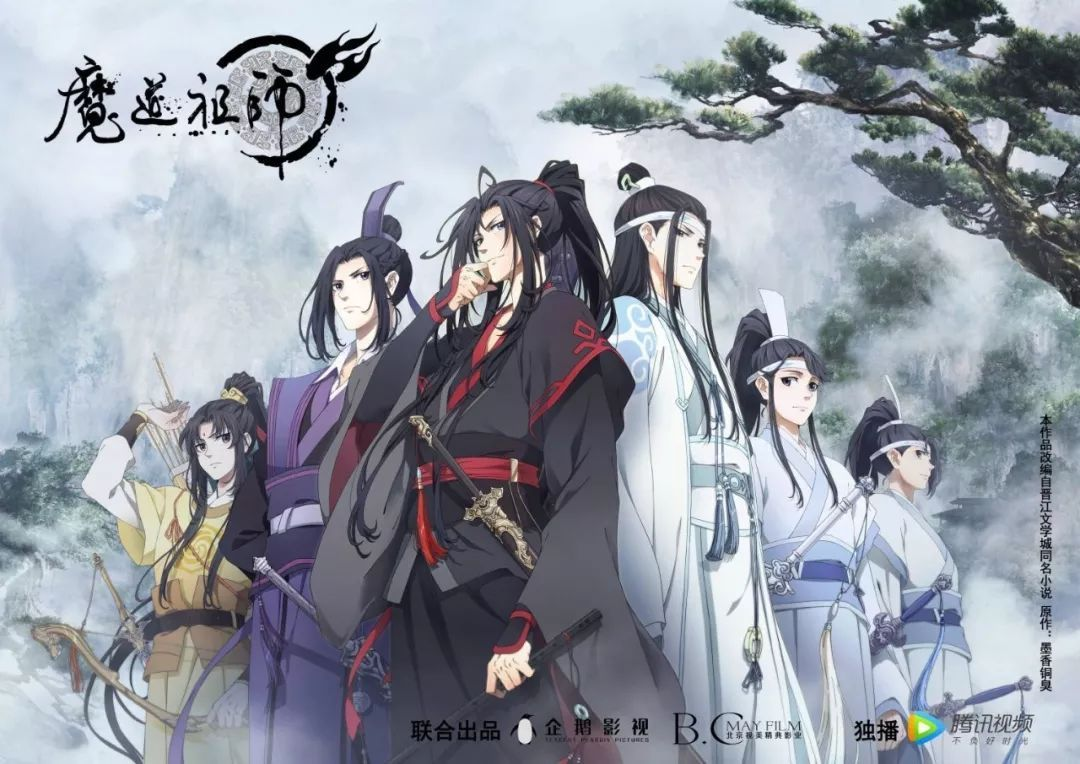 魔道祖師
本作品改编自晋江文学城同名小说 原作：墨香铜臭
联合出品
企鹅影视
TENCENT PENGUIN PICTURES
B.C MAY FILM
北京视美精典影业
独播
腾讯视频
不负好时光